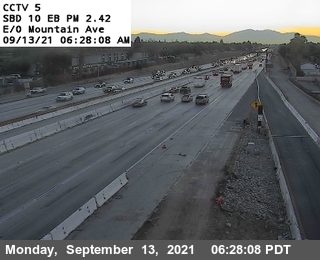 CCTV 5
SBD 10 EB PM 2.42
E/O Mountain Ave
09/13/21 06:28:08 AM
Monday, September 13, 2021 06:28:08 PDT